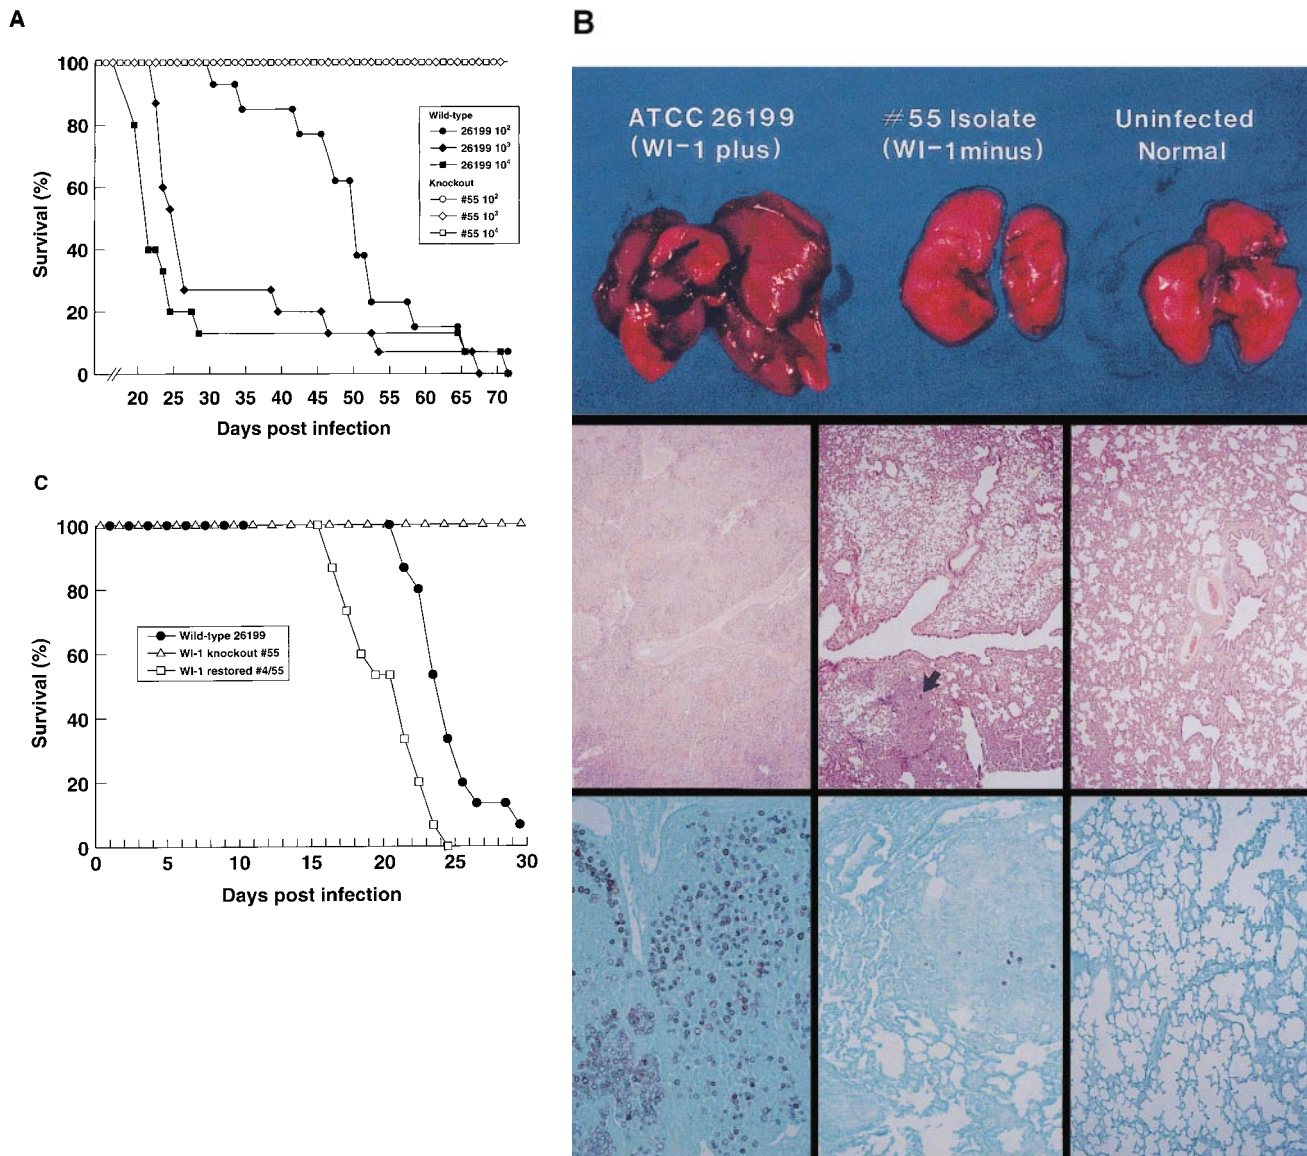 A
100
80
60
40
20
0
Survival (%)
20 25 30 35 40 45 50 55 60 65 70
Days post infection
Wild-type
26199 10²
26199 10³
26199 10⁴
Knockout
#55 10²
#55 10³
#55 10⁴
B
ATCC 26199
(WI-1 plus)
#55 Isolate
(WI-1minus)
Uninfected
Normal
C
100
80
60
40
20
0
Survival (%)
0 5 10 15 20 25 30
Days post infection
Wild-type 26199
WI-1 knockout #55
WI-1 restored #4/55